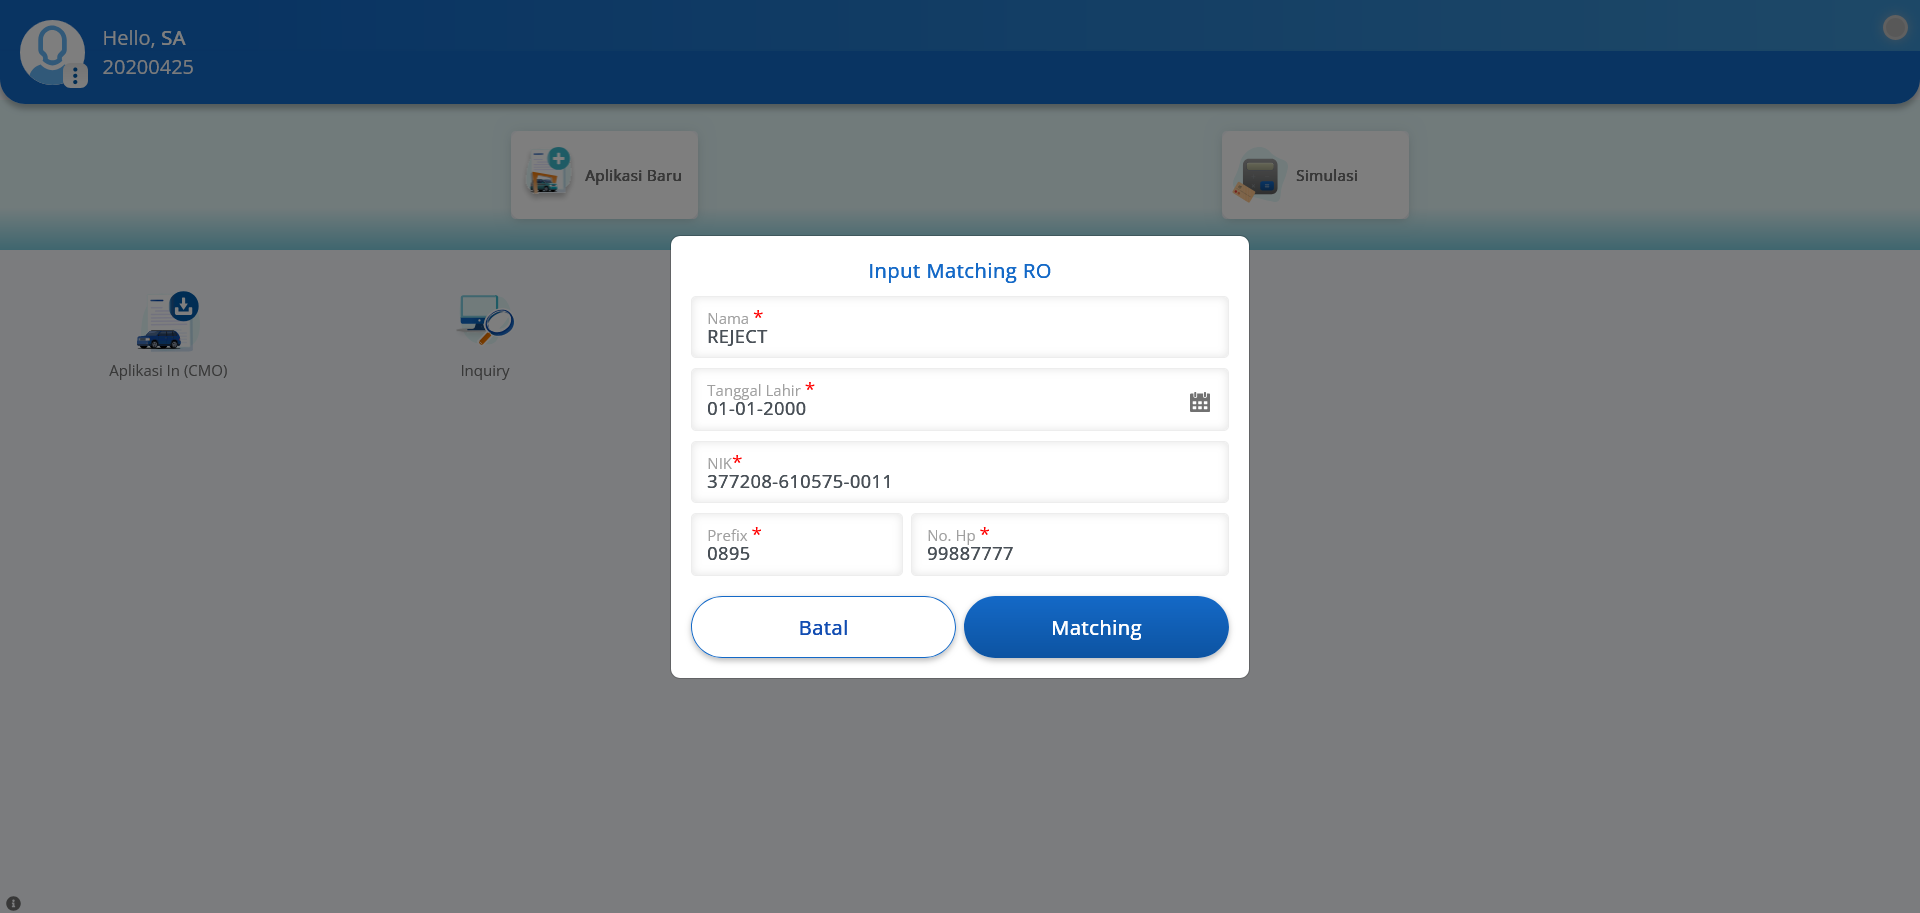 Hello, SA
20200425
Aplikasi Baru
Simulasi
Aplikasi In (CMO)
Inquiry
Input Matching RO
Nama *
REJECT
Tanggal Lahir *
01-01-2000
NIK*
377208-610575-0011
Prefix *
0895
No. Hp *
99887777
Batal
Matching